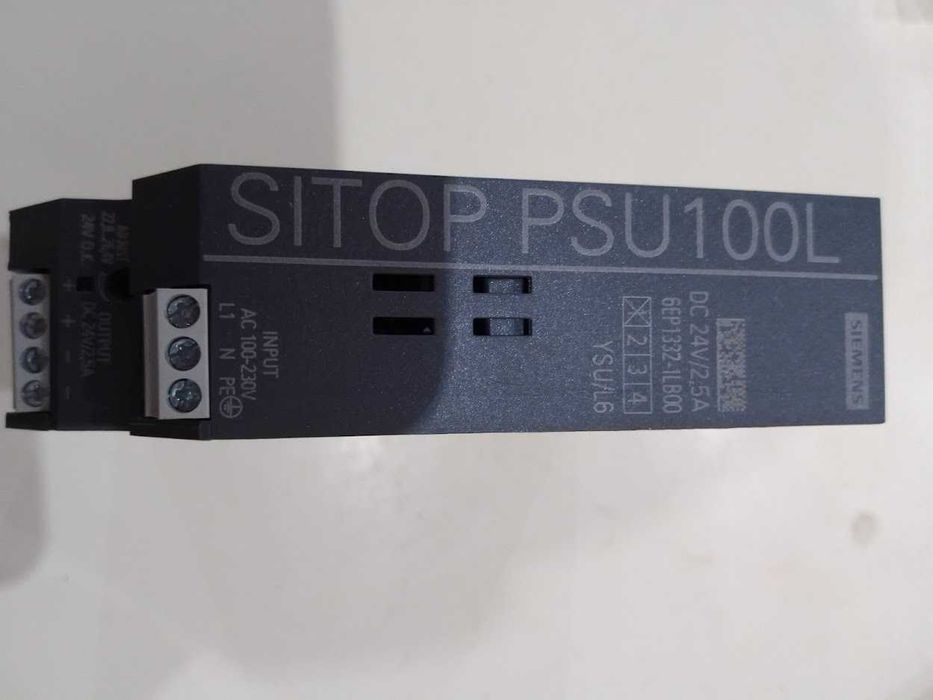 SITOP PSU100L
SIEMENS
DC 24V/2,5A
6EP1332-1LB00
2 3 4
YSU/L6
INPUT
AC 100-230V
L1 N PE
OUTPUT
DC 24V/2,5A
+ + - -